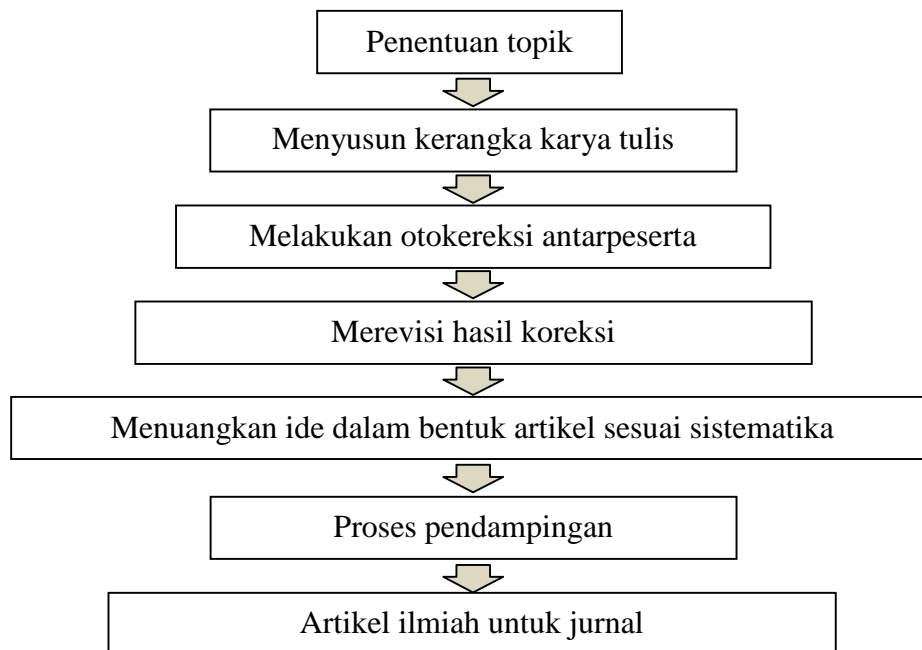 Penentuan topik
Menyusun kerangka karya tulis
Melakukan otokereksi antarpeserta
Merevisi hasil koreksi
Menuangkan ide dalam bentuk artikel sesuai sistematika
Proses pendampingan
Artikel ilmiah untuk jurnal